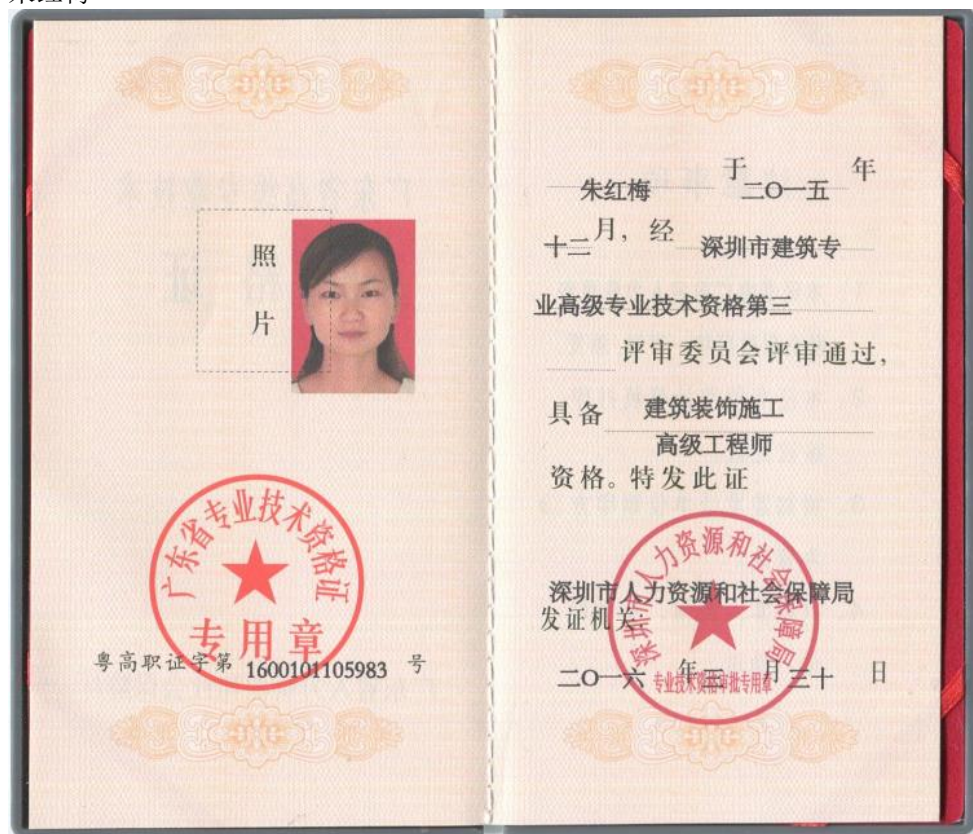 照
片
广东省专业技术资格证
专用章
粤高职证字第 1600101105983 号
朱红梅 于 二〇一五 年
十二 月，经 深圳市建筑专
业高级专业技术资格第三
评审委员会评审通过，
具备 建筑装饰施工
高级工程师
资格。特发此证
深圳市人力资源和社会保障局
深圳市人力资源和社会保障局
发证机关：
二〇一六 年 三 月 三十 日
专业技术资格审批专用章